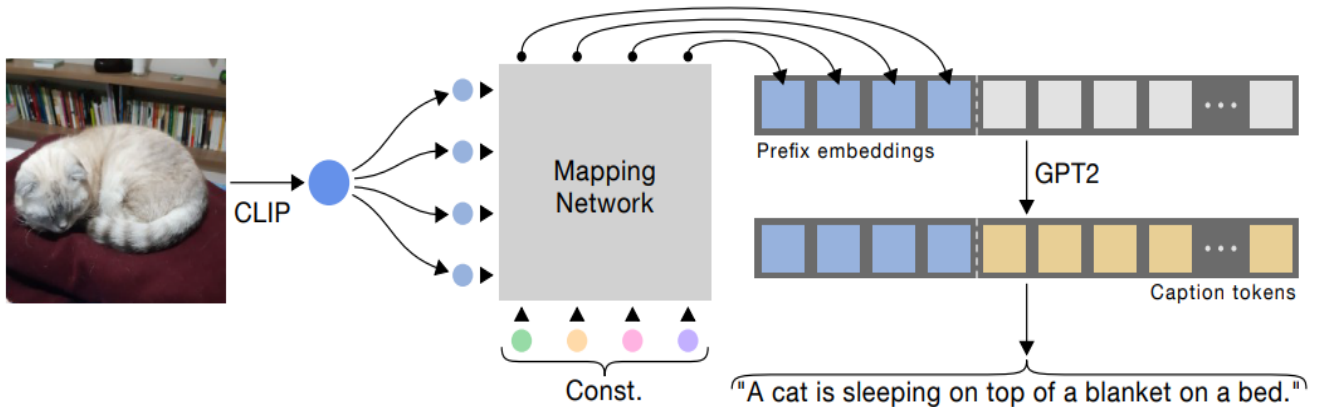 CLIP
Mapping
Network
Const.
Prefix embeddings
GPT2
Caption tokens
"A cat is sleeping on top of a blanket on a bed."